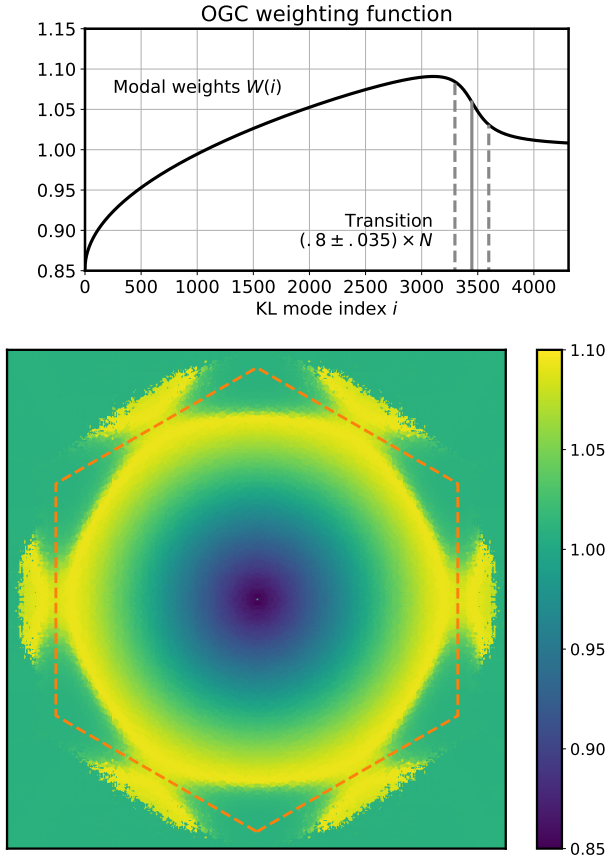 OGC weighting function
1.15
1.10
1.05
1.00
0.95
0.90
0.85
Modal weights W(i)
Transition
(.8 ± .035) × N
0 500 1000 1500 2000 2500 3000 3500 4000
KL mode index i
1.10
1.05
1.00
0.95
0.90
0.85